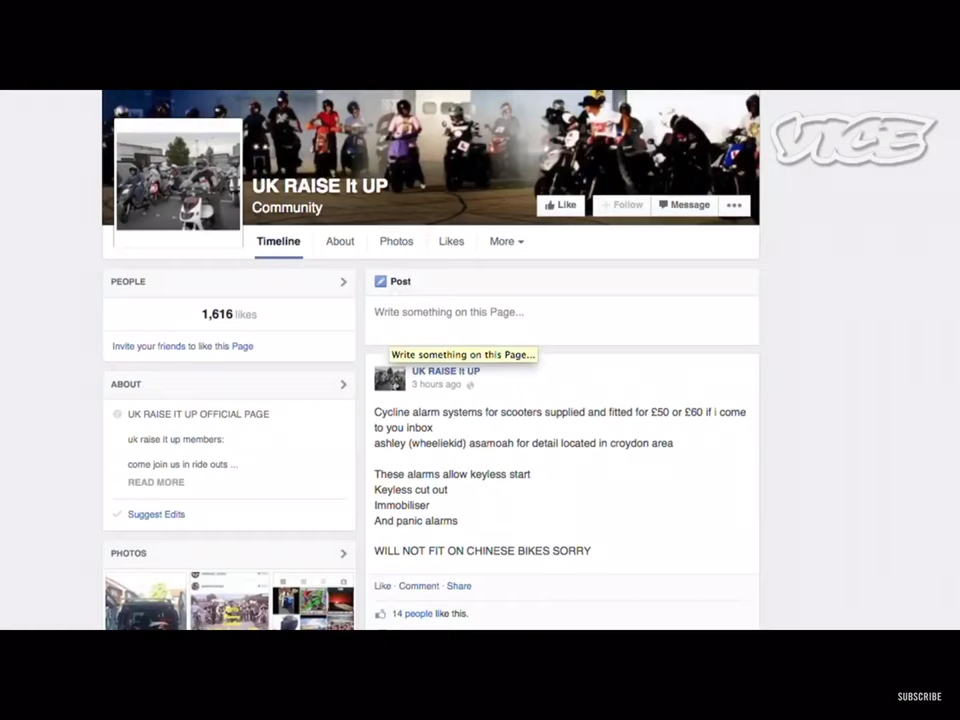 VICE
UK RAISE It UP
Community
Like
Follow
Message
Timeline
About
Photos
Likes
More
PEOPLE
1,616 likes
Invite your friends to like this Page
ABOUT
UK RAISE IT UP OFFICIAL PAGE
uk raise it up members:
come join us in ride outs ...
READ MORE
Suggest Edits
PHOTOS
Post
Write something on this Page...
Write something on this Page...
UK RAISE It UP
3 hours ago
Cycline alarm systems for scooters supplied and fitted for £50 or £60 if i come
to you inbox
ashley (wheeliekid) asamoah for detail located in croydon area
These alarms allow keyless start
Keyless cut out
Immobiliser
And panic alarms
WILL NOT FIT ON CHINESE BIKES SORRY
Like · Comment · Share
14 people like this.
SUBSCRIBE